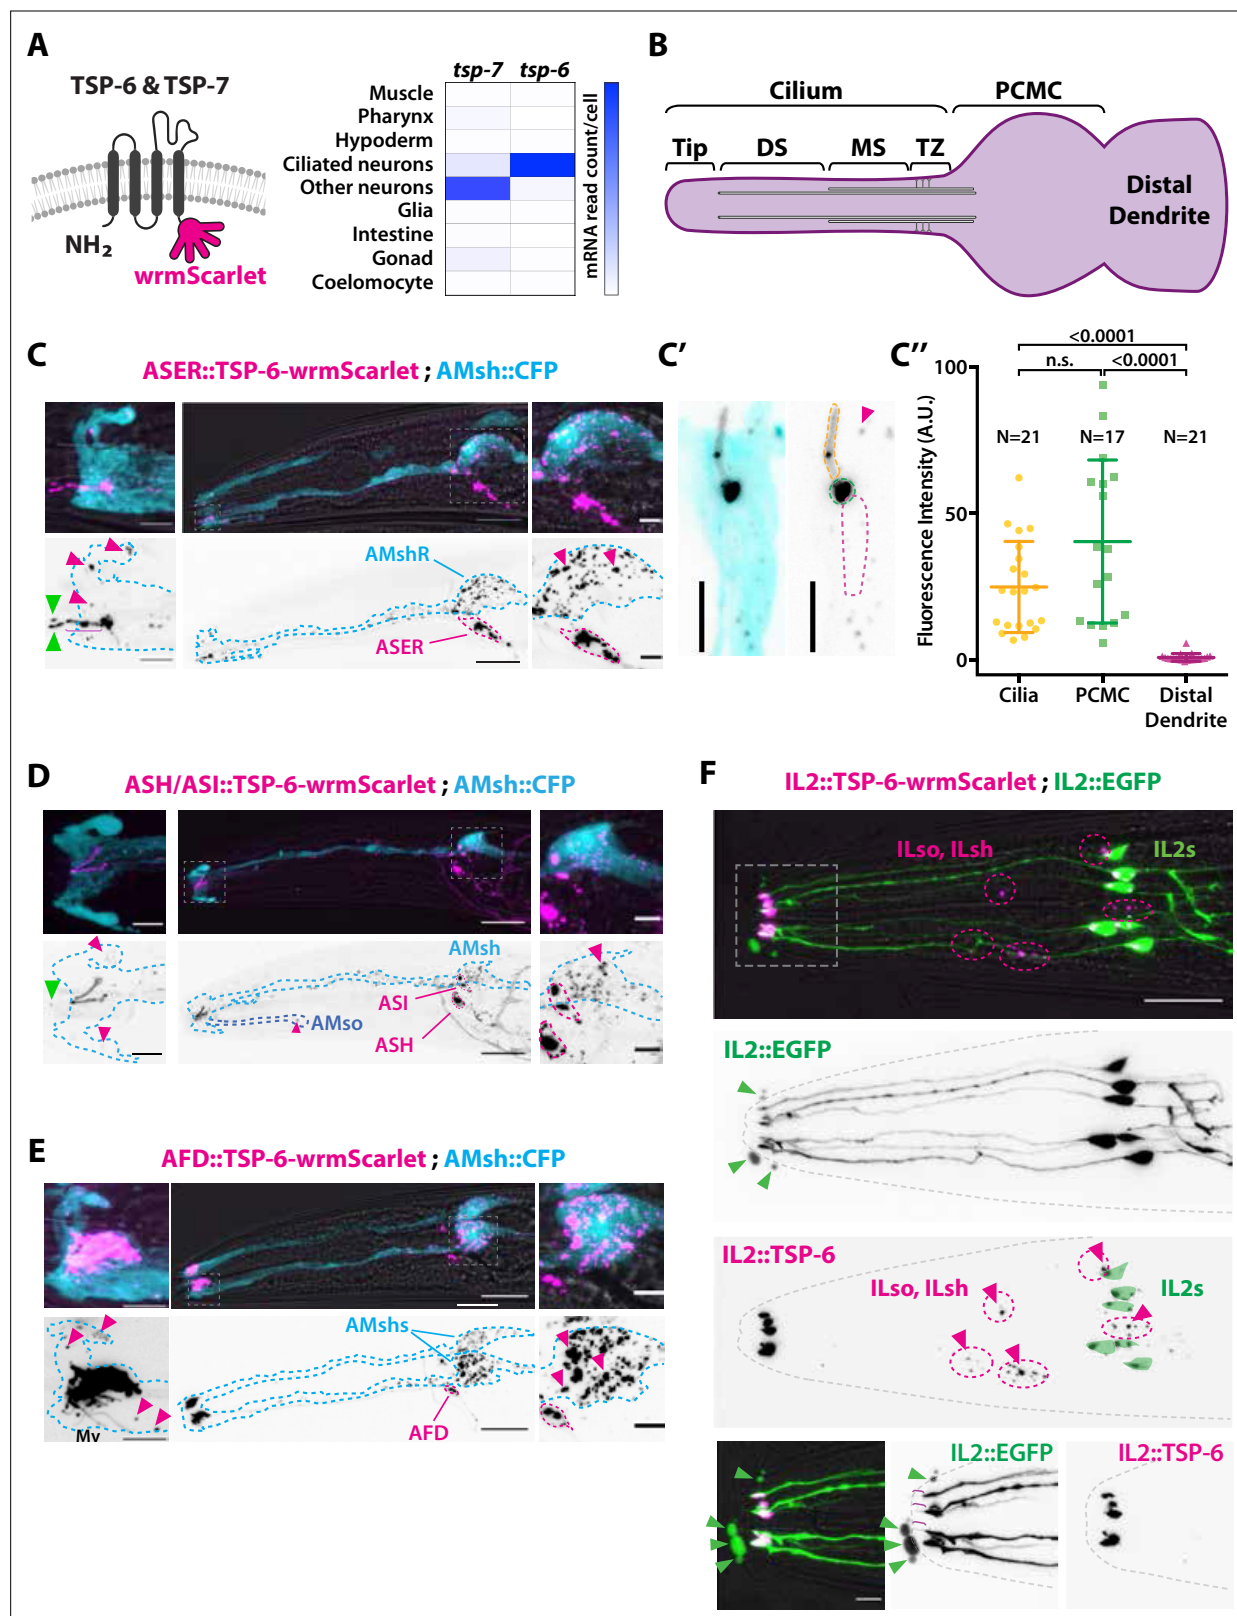 A
TSP-6 & TSP-7
NH2
wrmScarlet
tsp-7 tsp-6
Muscle
Pharynx
Hypoderm
Ciliated neurons
Other neurons
Glia
Intestine
Gonad
Coelomocyte
mRNA read count/cell
B
Cilium PCMC
Tip DS MS TZ
Distal
Dendrite
C
ASER::TSP-6-wrmScarlet ; AMsh::CFP
AMshR
ASER
C'
C''
<0.0001
n.s. <0.0001
Fluorescence Intensity (A.U.)
100
50
0
N=21 N=17 N=21
Cilia PCMC Distal
Dendrite
D
ASH/ASI::TSP-6-wrmScarlet ; AMsh::CFP
AMsh
ASI
AMso
ASH
E
AFD::TSP-6-wrmScarlet ; AMsh::CFP
AMshs
AFD
Mv
F
IL2::TSP-6-wrmScarlet ; IL2::EGFP
ILso, ILsh IL2s
IL2::EGFP
IL2::TSP-6
ILso, ILsh IL2s
IL2::EGFP IL2::TSP-6